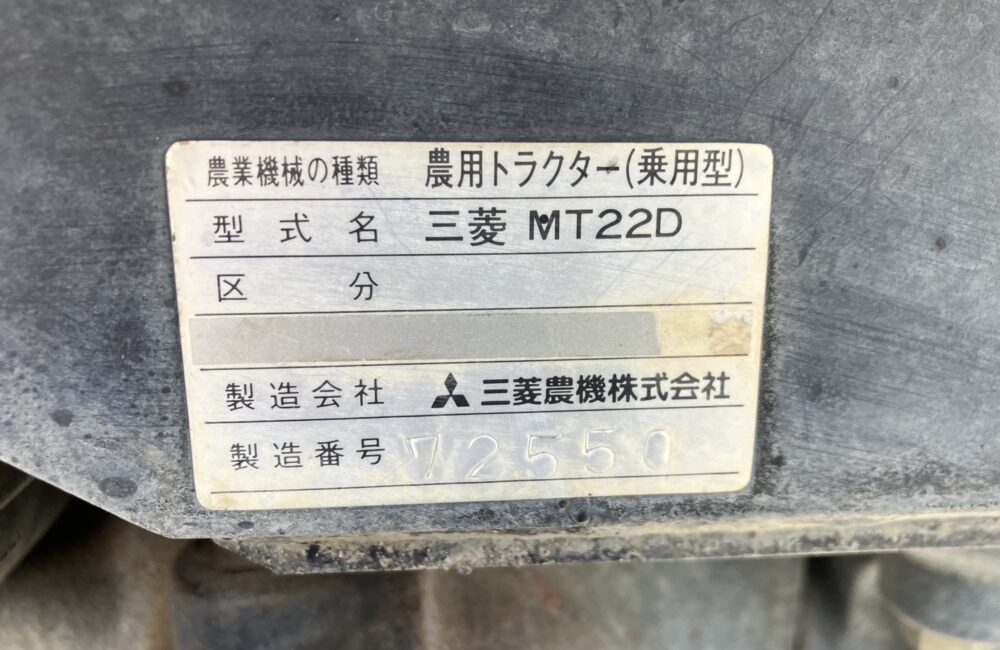 農業機械の種類 農用トラクター(乗用型)
型式名 三菱 MT22D
区分
製造会社 三菱農機株式会社
製造番号 72550